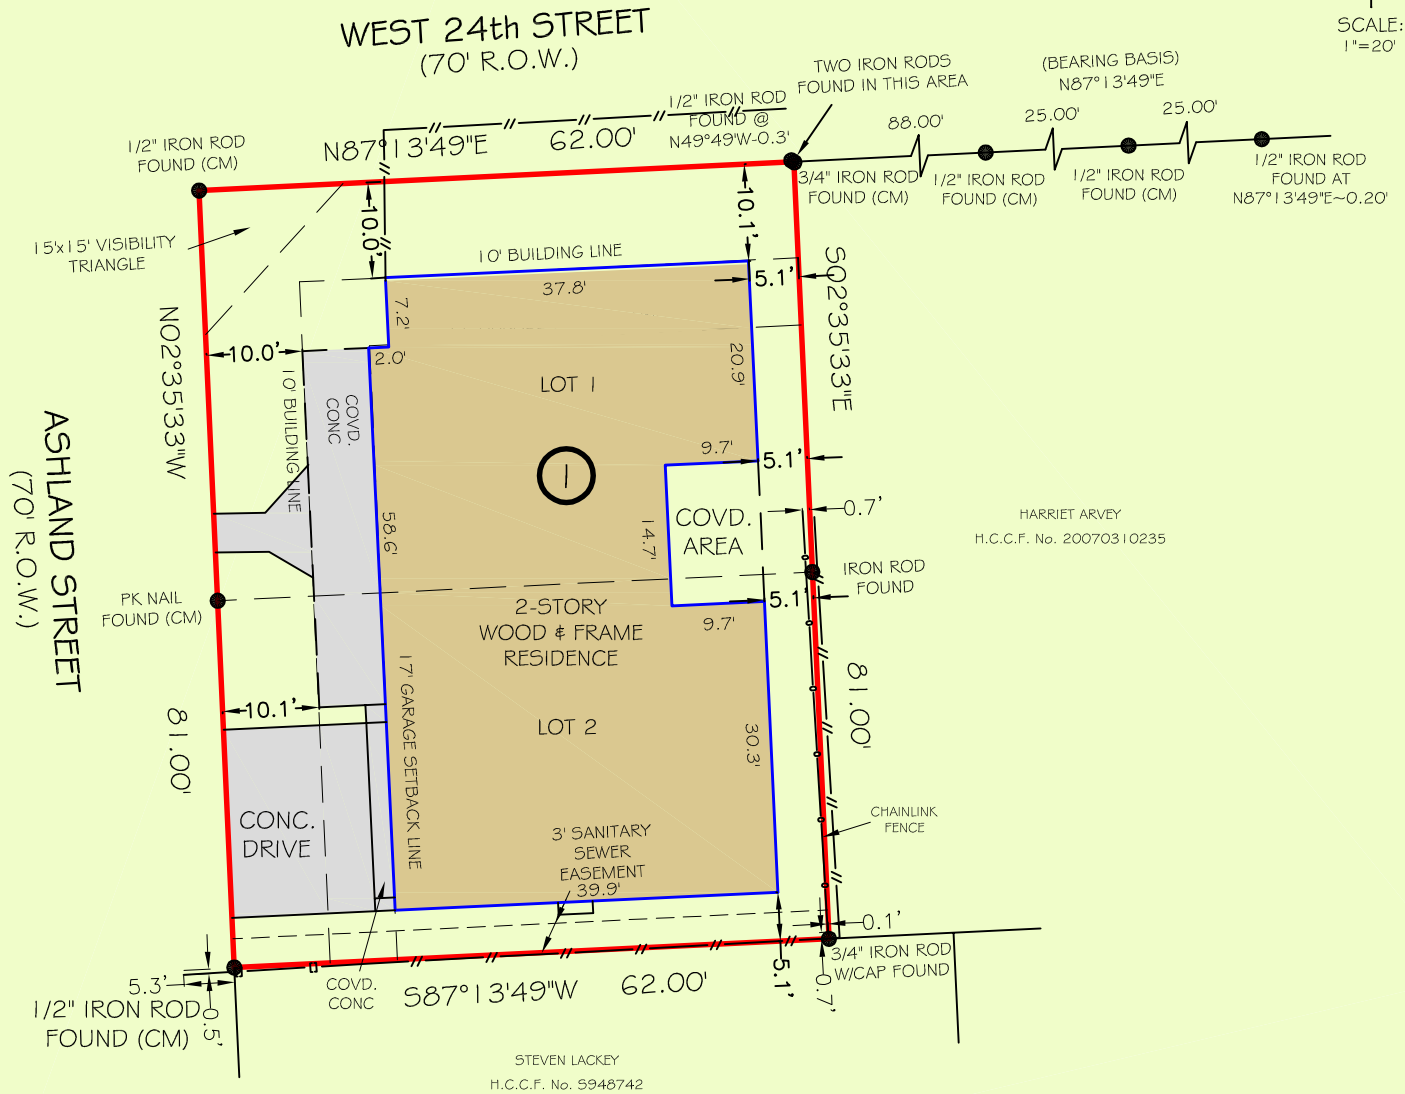 WEST 24th STREET
(70' R.O.W.)
SCALE:
1"=20'
TWO IRON RODS
FOUND IN THIS AREA
(BEARING BASIS)
N87°13'49"E
1/2" IRON ROD
FOUND @
N49°49'W-0.3'
88.00'
25.00'
25.00'
1/2" IRON ROD
FOUND (CM)
N87°13'49"E
62.00'
3/4" IRON ROD
FOUND (CM)
1/2" IRON ROD
FOUND (CM)
1/2" IRON ROD
FOUND (CM)
1/2" IRON ROD
FOUND AT
N87°13'49"E~0.20'
15'x15' VISIBILITY
TRIANGLE
10.0'
10.1'
10' BUILDING LINE
37.8'
5.1'
S02°35'33"E
7.2'
2.0'
N02°35'33"W
10.0'
10' BUILDING LINE
COVD.
CONC
LOT 1
20.9'
9.7'
5.1'
1
0.7'
ASHLAND STREET
(70' R.O.W.)
58.6'
14.7'
COVD.
AREA
HARRIET ARVEY
H.C.C.F. No. 20070310235
IRON ROD
FOUND
PK NAIL
FOUND (CM)
5.1'
9.7'
2-STORY
WOOD & FRAME
RESIDENCE
17' GARAGE SETBACK LINE
10.1'
81.00'
81.00'
LOT 2
30.3'
CONC.
DRIVE
CHAINLINK
FENCE
3' SANITARY
SEWER
EASEMENT
39.9'
0.1'
3/4" IRON ROD
W/CAP FOUND
5.3'
1/2" IRON ROD
FOUND (CM)
0.5'
COVD.
CONC
S87°13'49"W
62.00'
5.1'
0.7'
STEVEN LACKEY
H.C.C.F. No. S948742